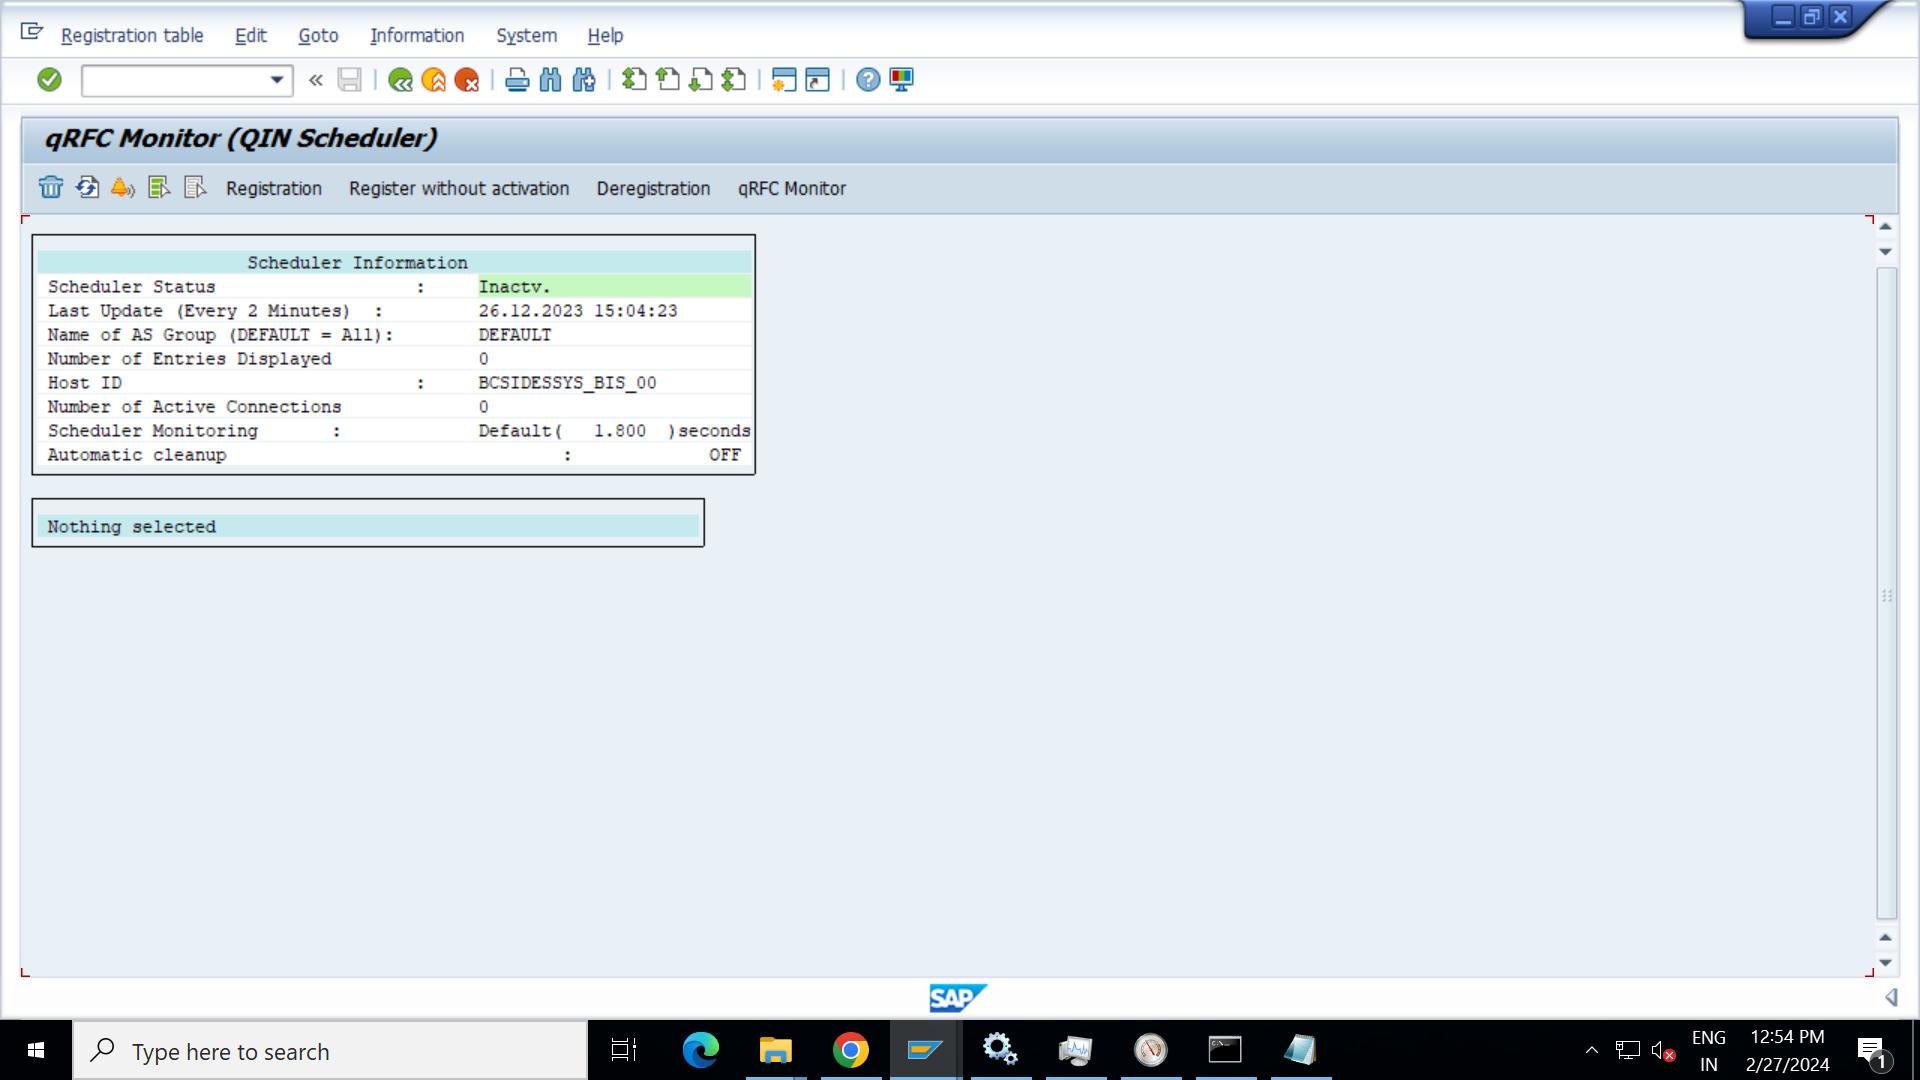 Registration table Edit Goto Information System Help
qRFC Monitor (QIN Scheduler)
Registration Register without activation Deregistration qRFC Monitor
Scheduler Information
Scheduler Status : Inactv.
Last Update (Every 2 Minutes) : 26.12.2023 15:04:23
Name of AS Group (DEFAULT = All): DEFAULT
Number of Entries Displayed 0
Host ID : BCSIDESSYS_BIS_00
Number of Active Connections 0
Scheduler Monitoring : Default( 1.800 )seconds
Automatic cleanup : OFF
Nothing selected
SAP
Type here to search
ENG
IN
12:54 PM
2/27/2024
1